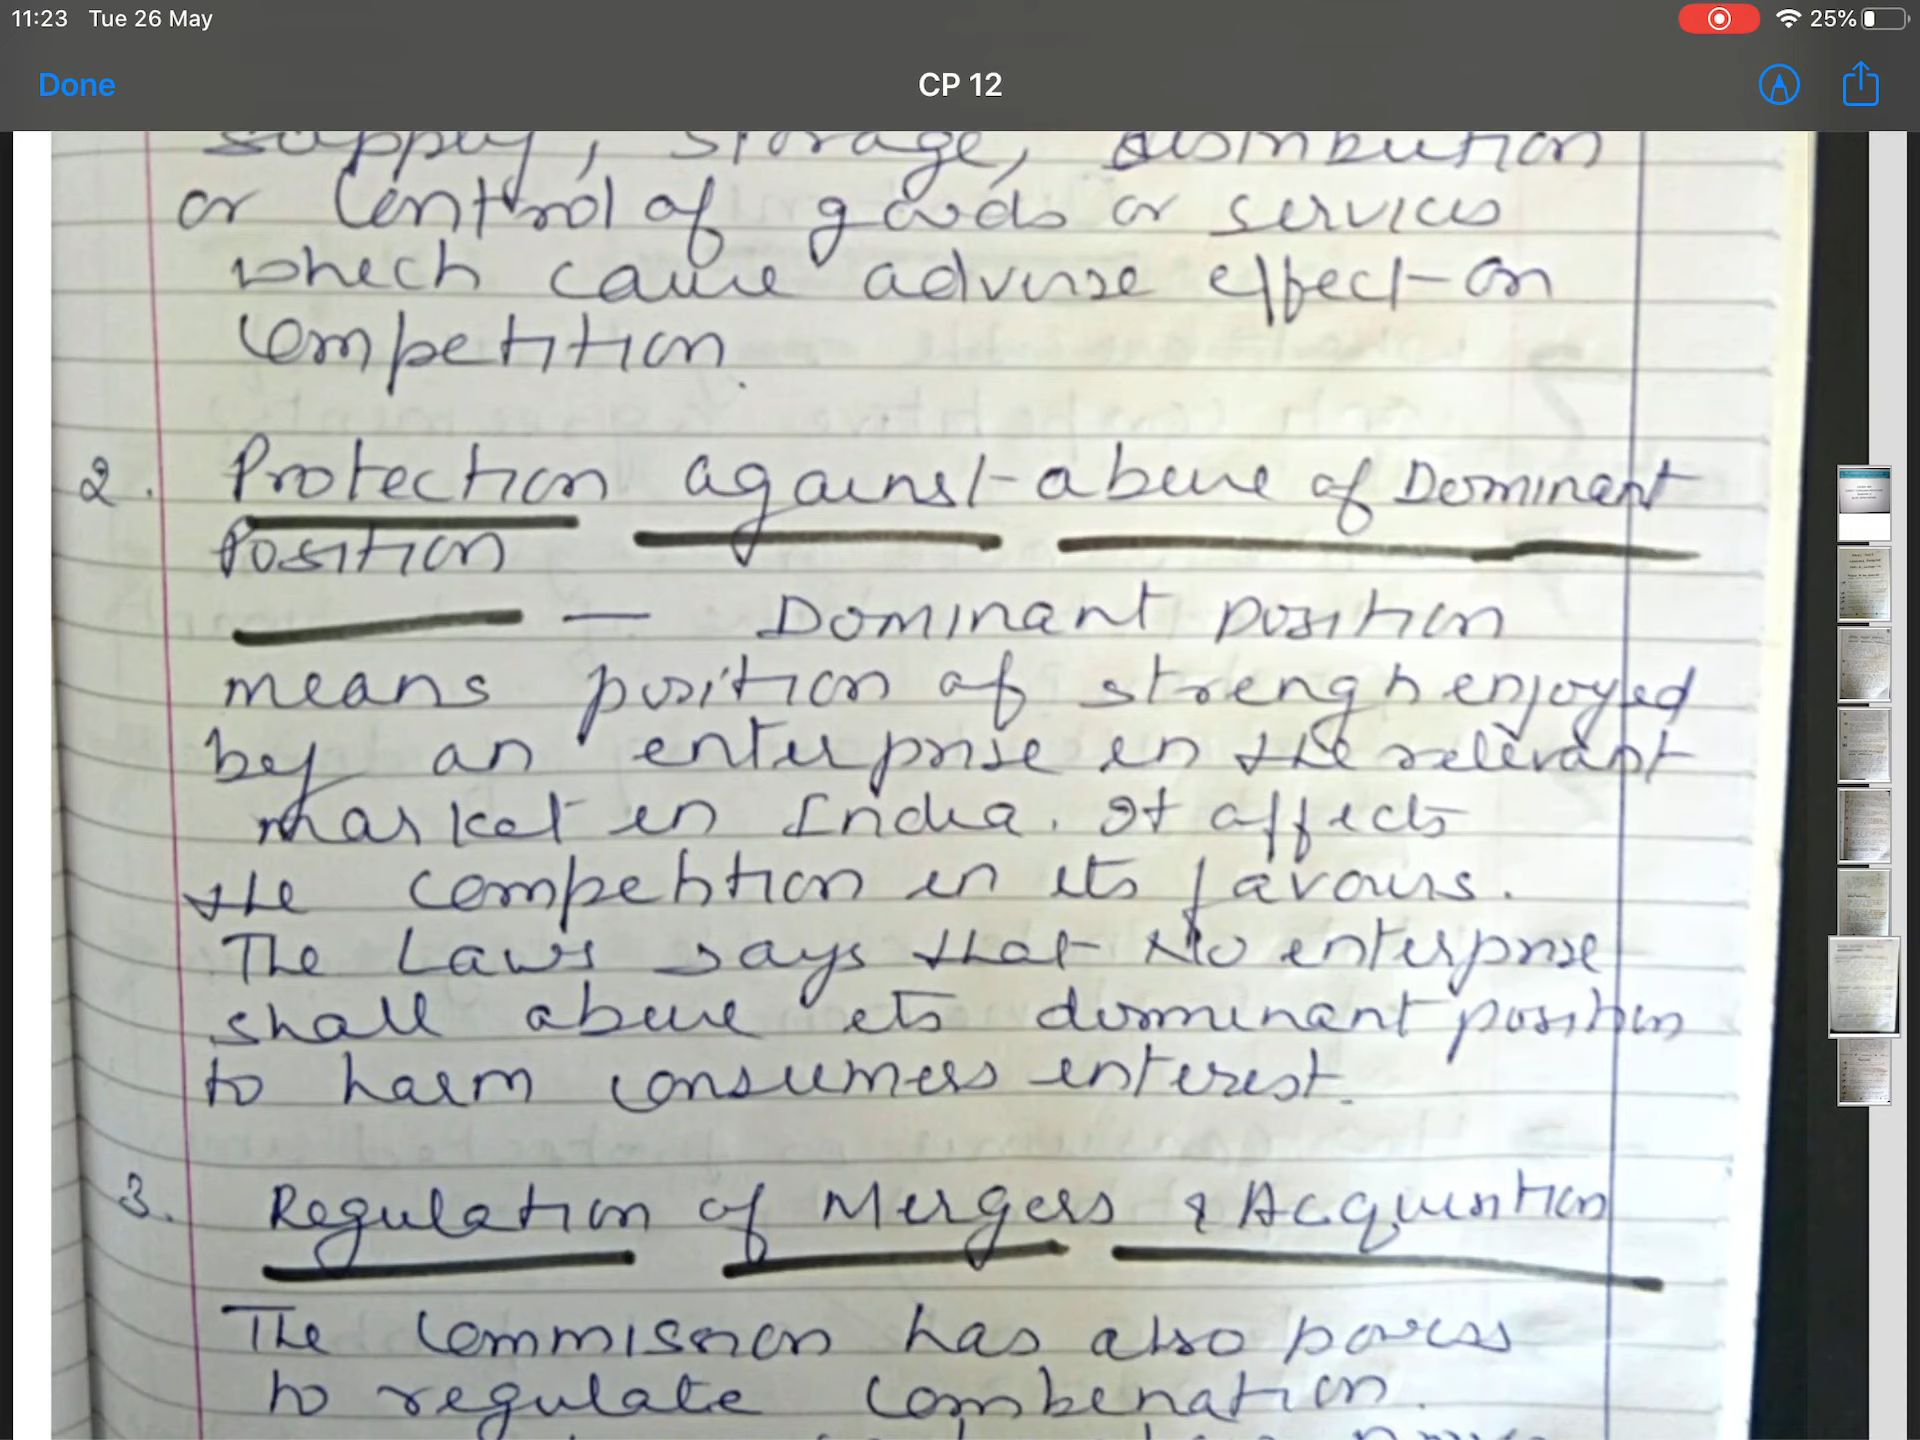 11:23 Tue 26 May
25%
Done
CP 12
supply, storage, distribution
or Control of goods or services
which cause adverse effect on
Competition.
2. Protection against abuse of Dominant
Position
— Dominant position
means position of strengh enjoyed
by an enterprise in the relevant
market in India. It affects
the competition in its favours.
The Laws says that No enterprise
shall abuse its dominant position
to harm consumers interest.
3. Regulation of Mergers & Acquisition
The Commission has also powers
to regulate Combination.